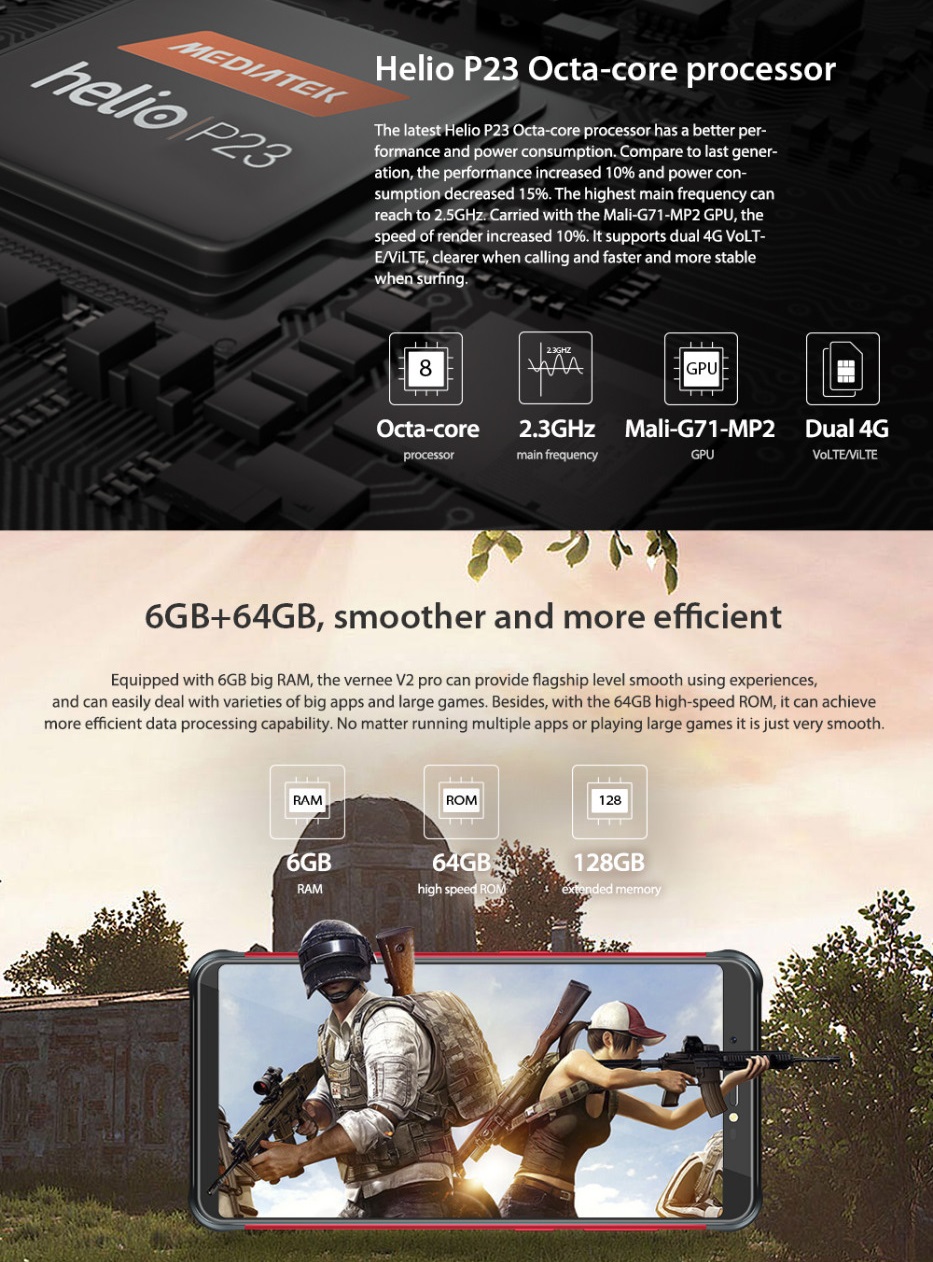 MEDIATEK
helio P23
Helio P23 Octa-core processor
The latest Helio P23 Octa-core processor has a better per-
formance and power consumption. Compare to last gener-
ation, the performance increased 10% and power con-
sumption decreased 15%. The highest main frequency can
reach to 2.5GHz. Carried with the Mali-G71-MP2 GPU, the
speed of render increased 10%. It supports dual 4G VoLT-
E/ViLTE, clearer when calling and faster and more stable
when surfing.
8
2.3GHZ
GPU
Octa-core
2.3GHz
Mali-G71-MP2
Dual 4G
processor
main frequency
GPU
VoLTE/ViLTE
6GB+64GB, smoother and more efficient
Equipped with 6GB big RAM, the vernee V2 pro can provide flagship level smooth using experiences,
and can easily deal with varieties of big apps and large games. Besides, with the 64GB high-speed ROM, it can achieve
more efficient data processing capability. No matter running multiple apps or playing large games it is just very smooth.
RAM
ROM
128
6GB
64GB
128GB
RAM
high speed ROM
extended memory